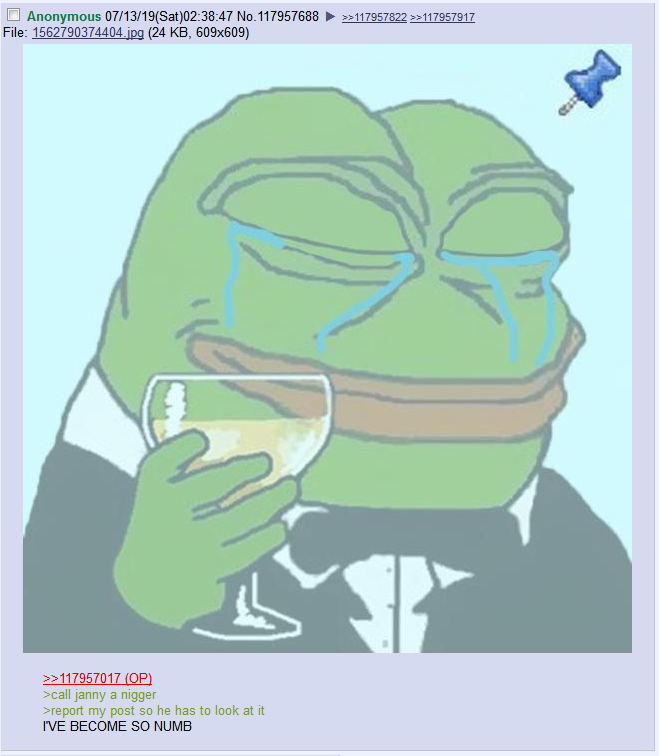 Anonymous 07/13/19(Sat)02:38:47 No.117957688 ▶ >>117957822 >>117957917
File: 1562790374404.jpg (24 KB, 609x609)
>>117957017 (OP)
>call janny a nigger
>report my post so he has to look at it
I'VE BECOME SO NUMB